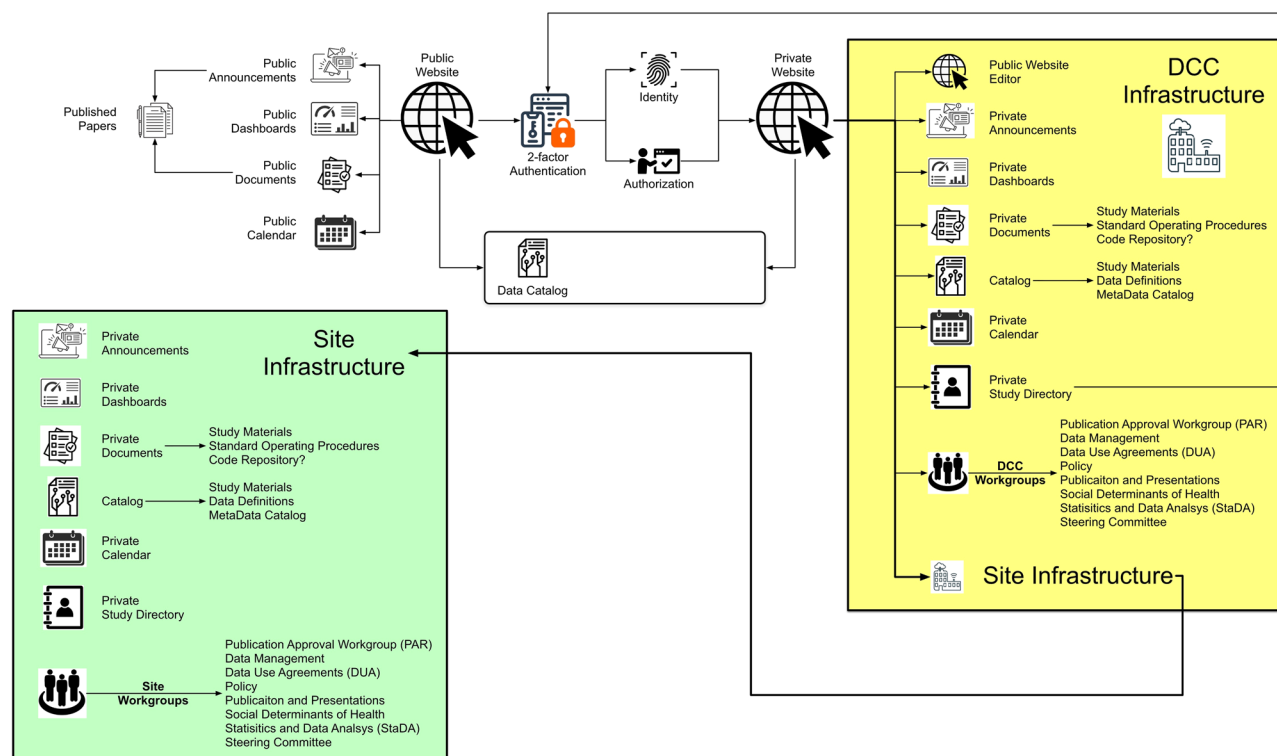 Public
Announcements
Published
Papers
Public
Dashboards
Public
Documents
Public
Calendar
Public
Website
2-factor
Authentication
Identity
Authorization
Private
Website
Data Catalog
DCC
Infrastructure
Public Website
Editor
Private
Announcements
Private
Dashboards
Private
Documents
Study Materials
Standard Operating Procedures
Code Repository?
Catalog
Study Materials
Data Definitions
MetaData Catalog
Private
Calendar
Private
Study Directory
DCC
Workgroups
Publication Approval Workgroup (PAR)
Data Management
Data Use Agreements (DUA)
Policy
Publicaiton and Presentations
Social Determinants of Health
Statisitics and Data Analsys (StaDA)
Steering Committee
Site Infrastructure
Site
Infrastructure
Private
Announcements
Private
Dashboards
Private
Documents
Study Materials
Standard Operating Procedures
Code Repository?
Catalog
Study Materials
Data Definitions
MetaData Catalog
Private
Calendar
Private
Study Directory
Site
Workgroups
Publication Approval Workgroup (PAR)
Data Management
Data Use Agreements (DUA)
Policy
Publicaiton and Presentations
Social Determinants of Health
Statisitics and Data Analsys (StaDA)
Steering Committee